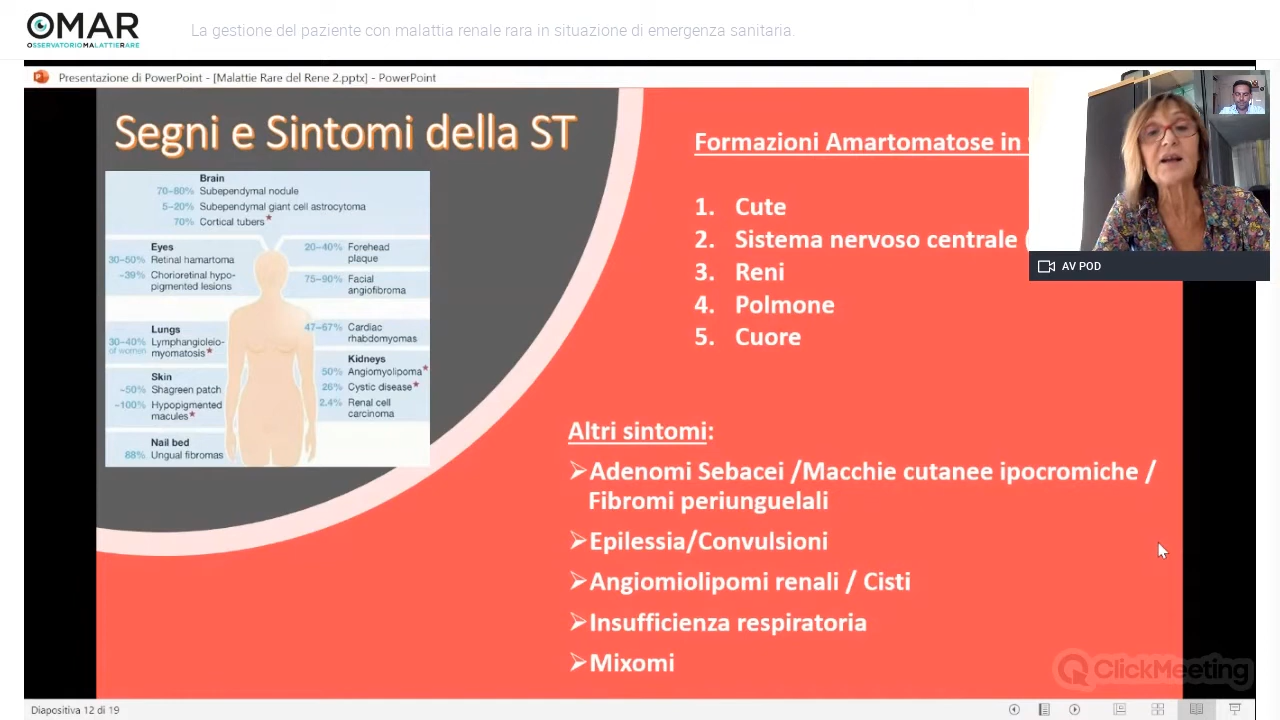 OMAR
OSSERVATORIOMALATTIERARE
La gestione del paziente con malattia renale rara in situazione di emergenza sanitaria.
Presentazione di PowerPoint - [Malattie Rare del Rene 2.pptx] - PowerPoint
Segni e Sintomi della ST
Brain
70–80% Subependymal nodule
5–20% Subependymal giant cell astrocytoma
70% Cortical tubers*
Eyes
30–50% Retinal hamartoma
~39% Chorioretinal hypo-
pigmented lesions
20–40% Forehead
plaque
75–90% Facial
angiofibroma
Lungs
30–40% Lymphangioleio-
of women myomatosis*
47–67% Cardiac
rhabdomyomas
Skin
~50% Shagreen patch
~100% Hypopigmented
macules*
Kidneys
50% Angiomyolipoma*
26% Cystic disease*
2.4% Renal cell
carcinoma
Nail bed
88% Ungual fibromas
Formazioni Amartomatose in
1. Cute
2. Sistema nervoso centrale (
3. Reni
4. Polmone
5. Cuore
AV POD
Altri sintomi:
Adenomi Sebacei /Macchie cutanee ipocromiche /
Fibromi periunguelali
Epilessia/Convulsioni
Angiomiolipomi renali / Cisti
Insufficienza respiratoria
Mixomi
ClickMeeting
Diapositiva 12 di 19